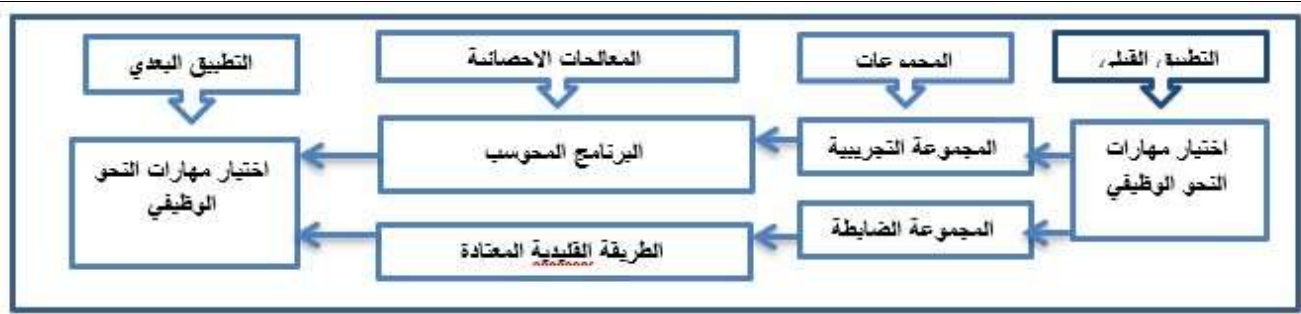 التطبيق القبلي
المجموعات
المعالجات الاحصائية
التطبيق البعدي
اختبار مهارات
النحو الوظيفي
المجموعة التجريبية
البرنامج المحوسب
اختبار مهارات النحو
الوظيفي
المجموعة الضابطة
الطريقة القليدية المعتادة